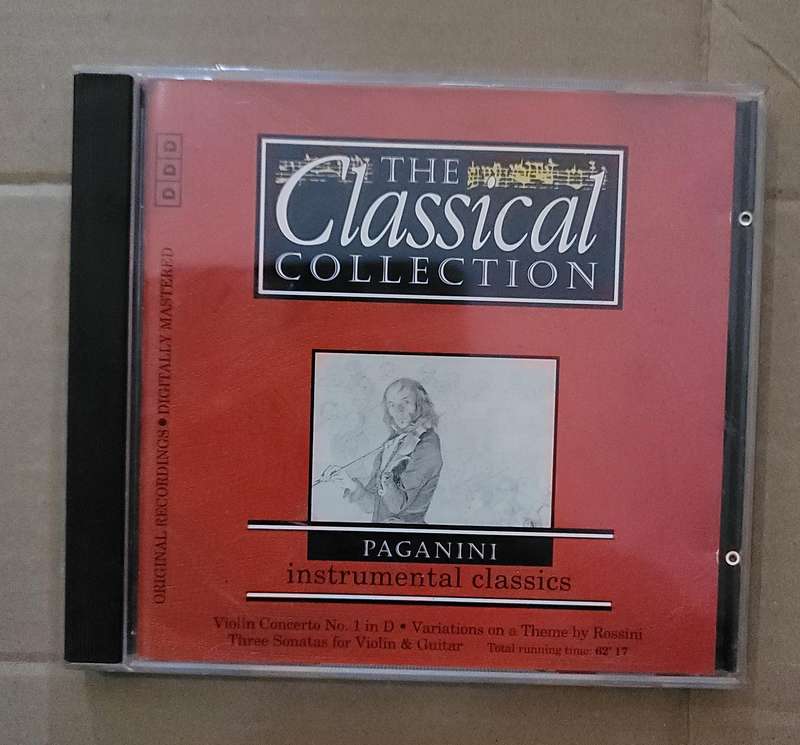 DDD
ORIGINAL RECORDINGS • DIGITALLY MASTERED
THE
Classical
COLLECTION
PAGANINI
instrumental classics
Violin Concerto No. 1 in D • Variations on a Theme by Rossini
Three Sonatas for Violin & Guitar Total running time: 62' 17